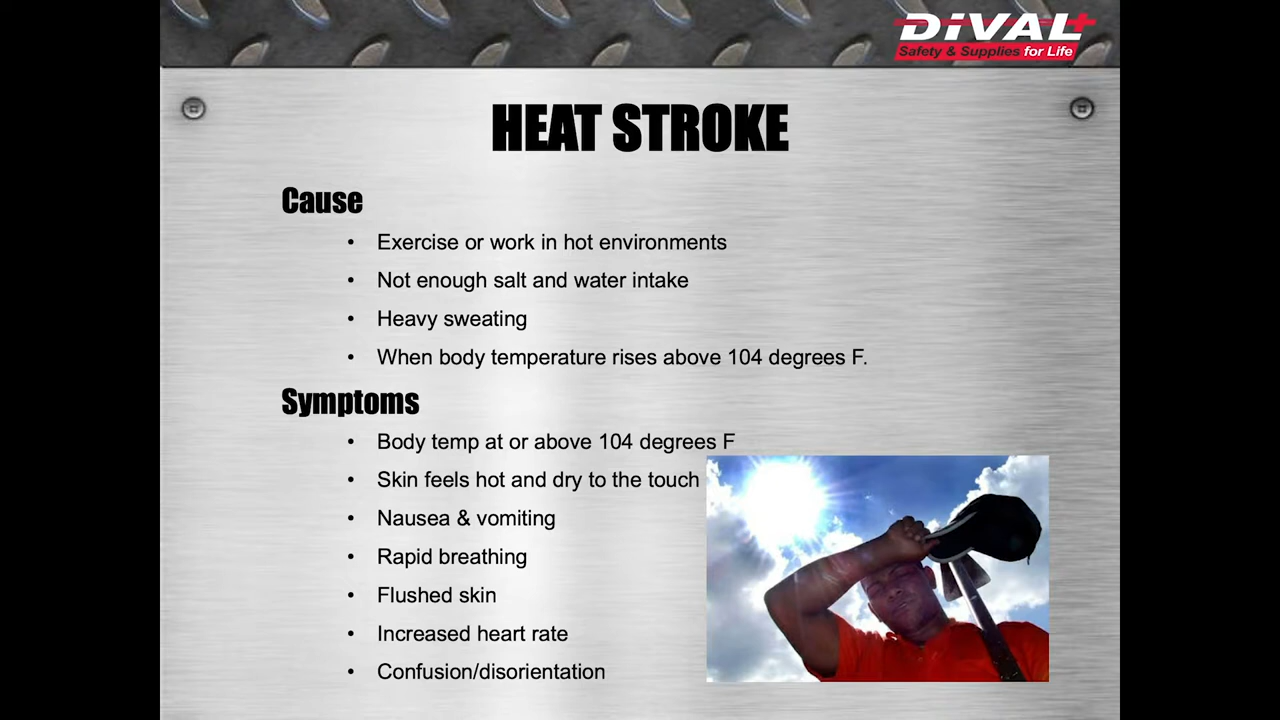 DiVAL
Safety & Supplies for Life
HEAT STROKE
Cause
• Exercise or work in hot environments
• Not enough salt and water intake
• Heavy sweating
• When body temperature rises above 104 degrees F.
Symptoms
• Body temp at or above 104 degrees F
• Skin feels hot and dry to the touch
• Nausea & vomiting
• Rapid breathing
• Flushed skin
• Increased heart rate
• Confusion/disorientation